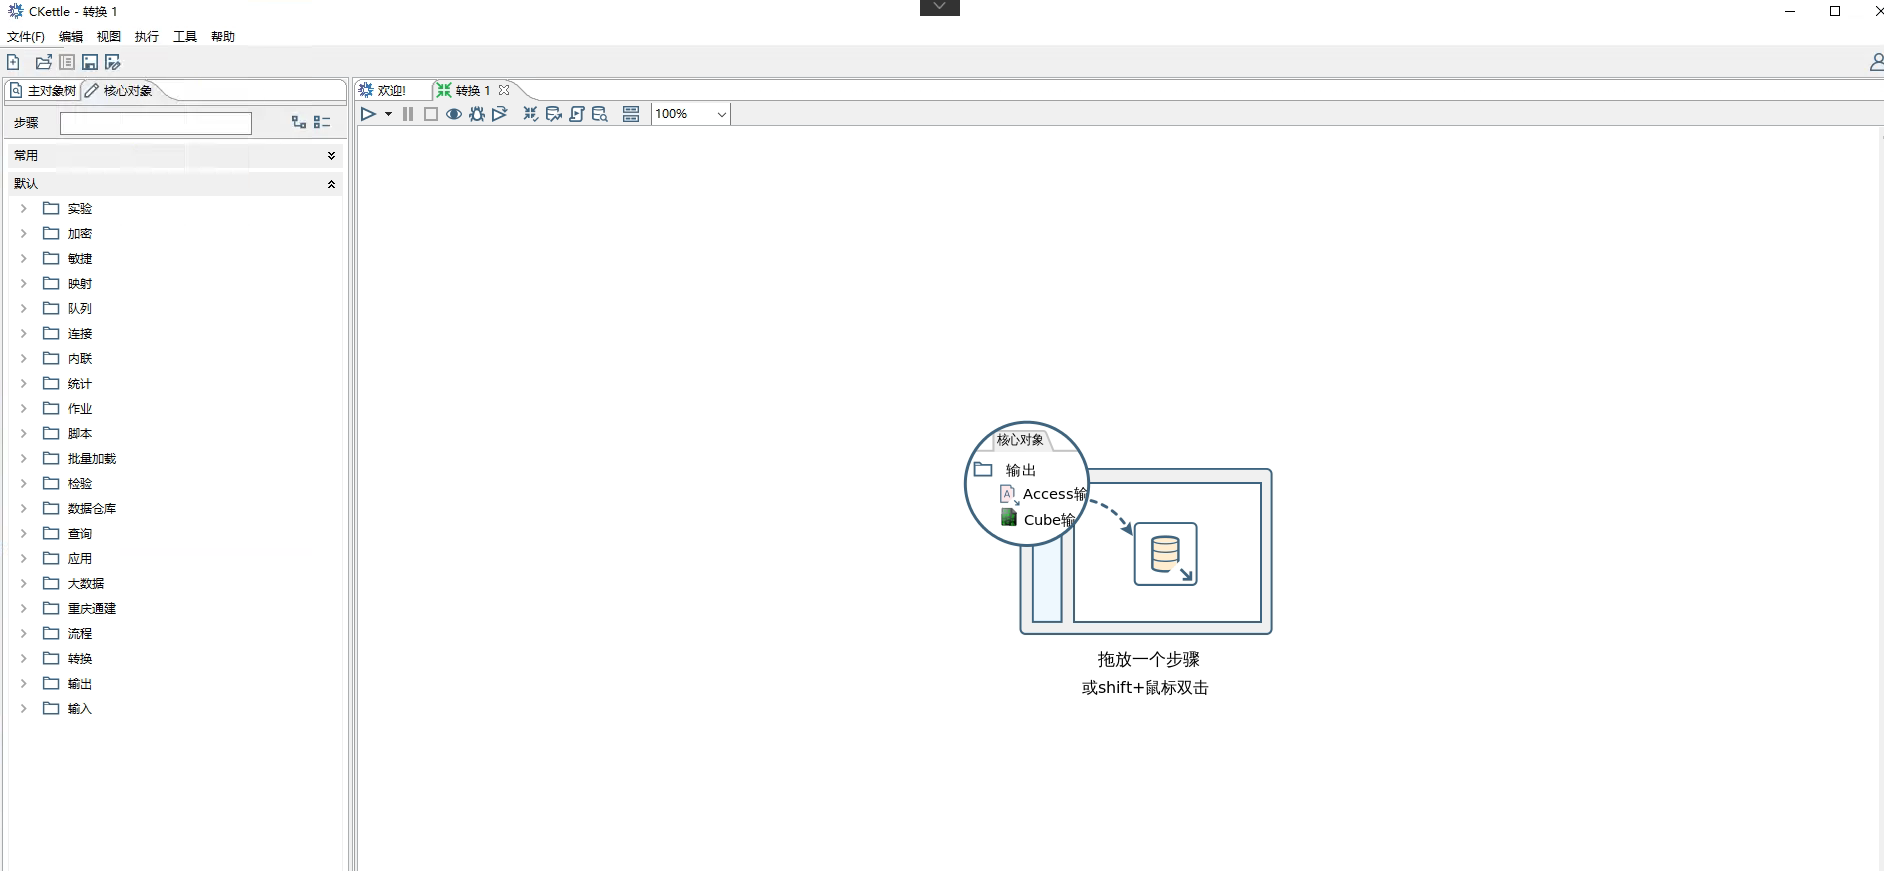 CKettle - 转换 1
文件(F) 编辑 视图 执行 工具 帮助
主对象树 核心对象
欢迎! 转换 1
步骤
100%
常用
默认
实验
加密
敏捷
映射
队列
连接
内联
统计
作业
脚本
批量加载
检验
数据仓库
查询
应用
大数据
重庆通建
流程
转换
输出
输入
核心对象
输出
Access输
Cube输
拖放一个步骤
或shift+鼠标双击